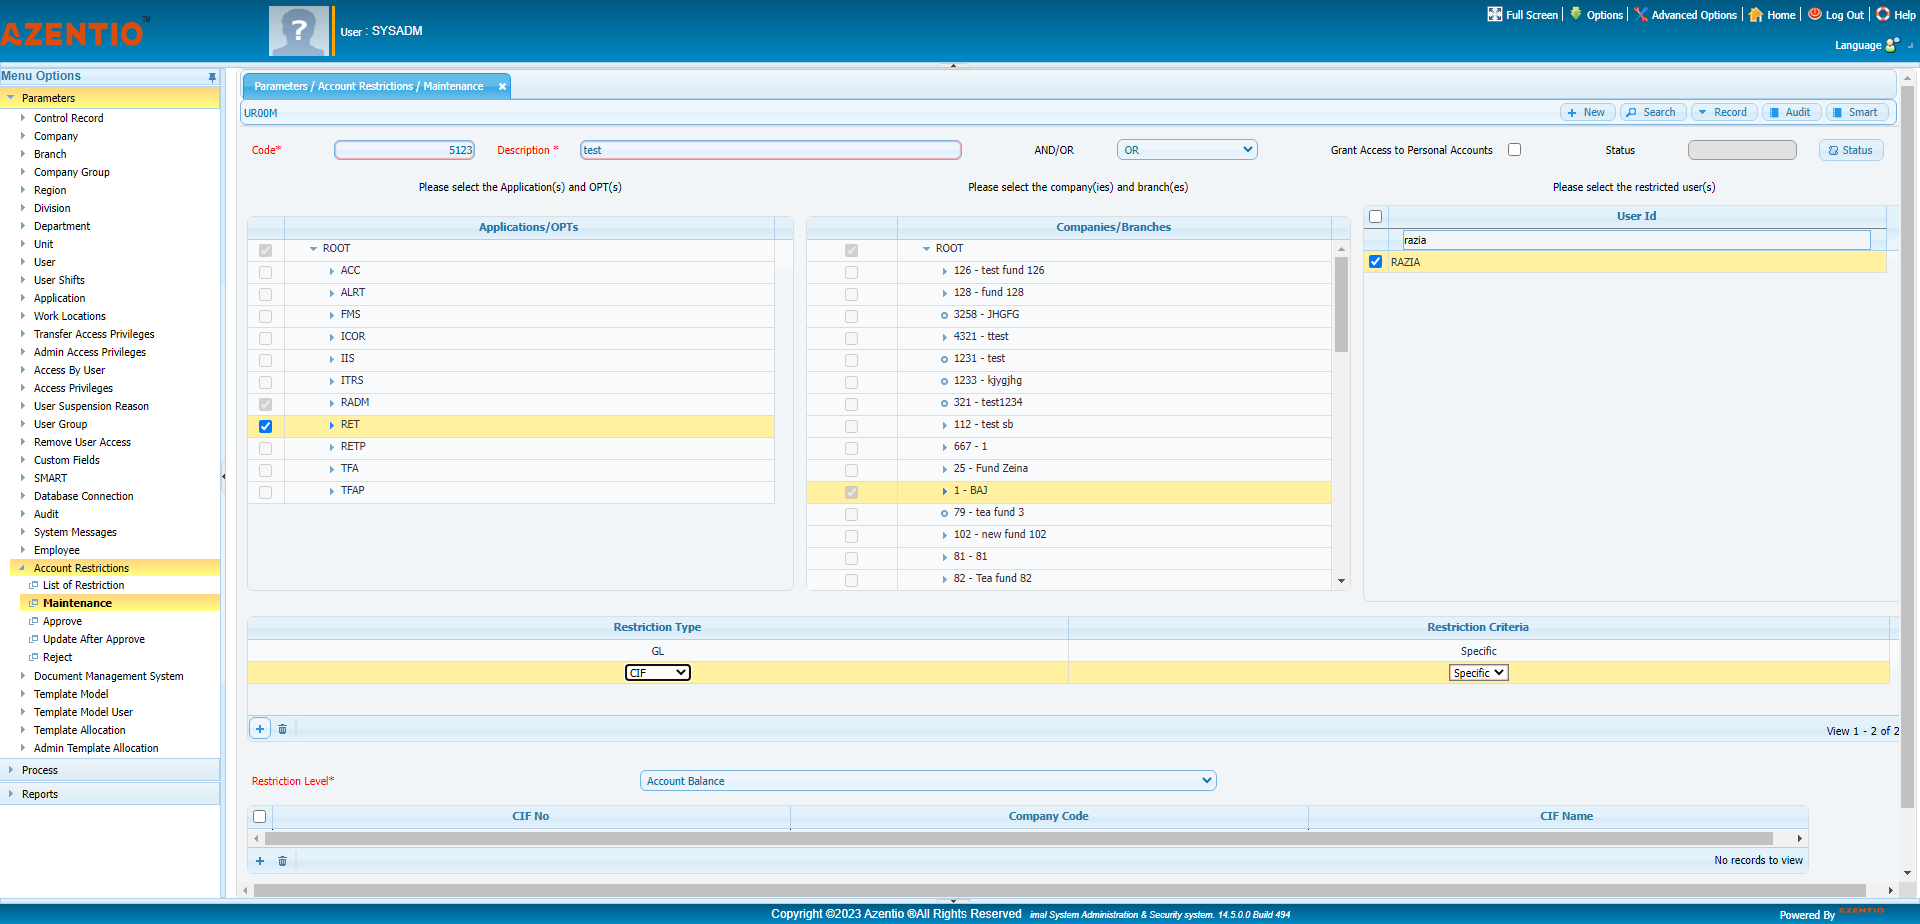 AZENTIO™
User : SYSADM
Full Screen
Options
Advanced Options
Home
Log Out
Help
Language
Menu Options
Parameters
Control Record
Company
Branch
Company Group
Region
Division
Department
Unit
User
User Shifts
Application
Work Locations
Transfer Access Privileges
Admin Access Privileges
Access By User
Access Privileges
User Suspension Reason
User Group
Remove User Access
Custom Fields
SMART
Database Connection
Audit
System Messages
Employee
Account Restrictions
List of Restriction
Maintenance
Approve
Update After Approve
Reject
Document Management System
Template Model
Template Model User
Template Allocation
Admin Template Allocation
Process
Reports
Parameters / Account Restrictions / Maintenance
UR00M
New
Search
Record
Audit
Smart
Code*
5123
Description *
test
AND/OR
OR
Grant Access to Personal Accounts
Status
Status
Please select the Application(s) and OPT(s)
Please select the company(ies) and branch(es)
Please select the restricted user(s)
Applications/OPTs
ROOT
ACC
ALRT
FMS
ICOR
IIS
ITRS
RADM
RET
RETP
TFA
TFAP
Companies/Branches
ROOT
126 - test fund 126
128 - fund 128
3258 - JHGFG
4321 - ttest
1231 - test
1233 - kjygjhg
321 - test1234
112 - test sb
667 - 1
25 - Fund Zeina
1 - BAJ
79 - tea fund 3
102 - new fund 102
81 - 81
82 - Tea fund 82
User Id
razia
RAZIA
Restriction Type
Restriction Criteria
GL
Specific
CIF
Specific
View 1 - 2 of 2
Restriction Level*
Account Balance
CIF No
Company Code
CIF Name
No records to view
Copyright ©2023 Azentio ®All Rights Reserved imal System Administration & Security system. 14.5.0.0 Build 494
Powered By AZENTIO